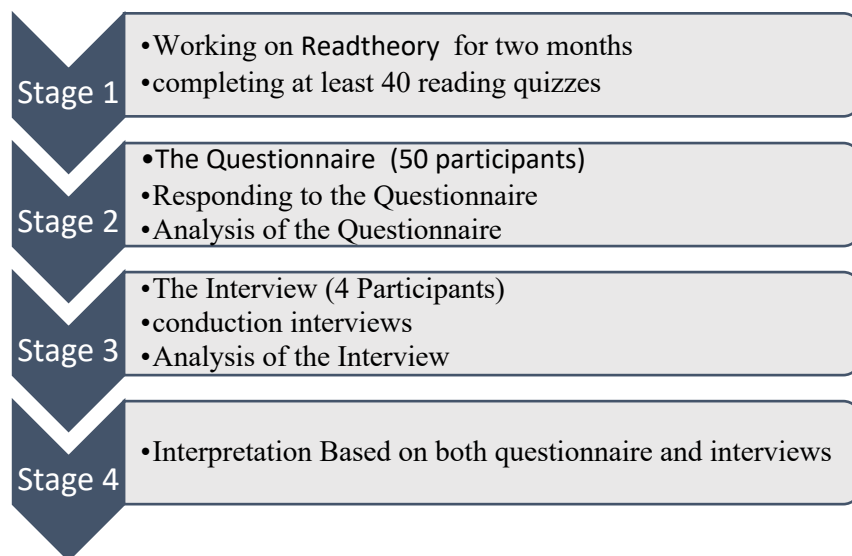 Stage 1
•Working on Readtheory for two months
•completing at least 40 reading quizzes
Stage 2
•The Questionnaire (50 participants)
•Responding to the Questionnaire
•Analysis of the Questionnaire
Stage 3
•The Interview (4 Participants)
•conduction interviews
•Analysis of the Interview
Stage 4
•Interpretation Based on both questionnaire and interviews